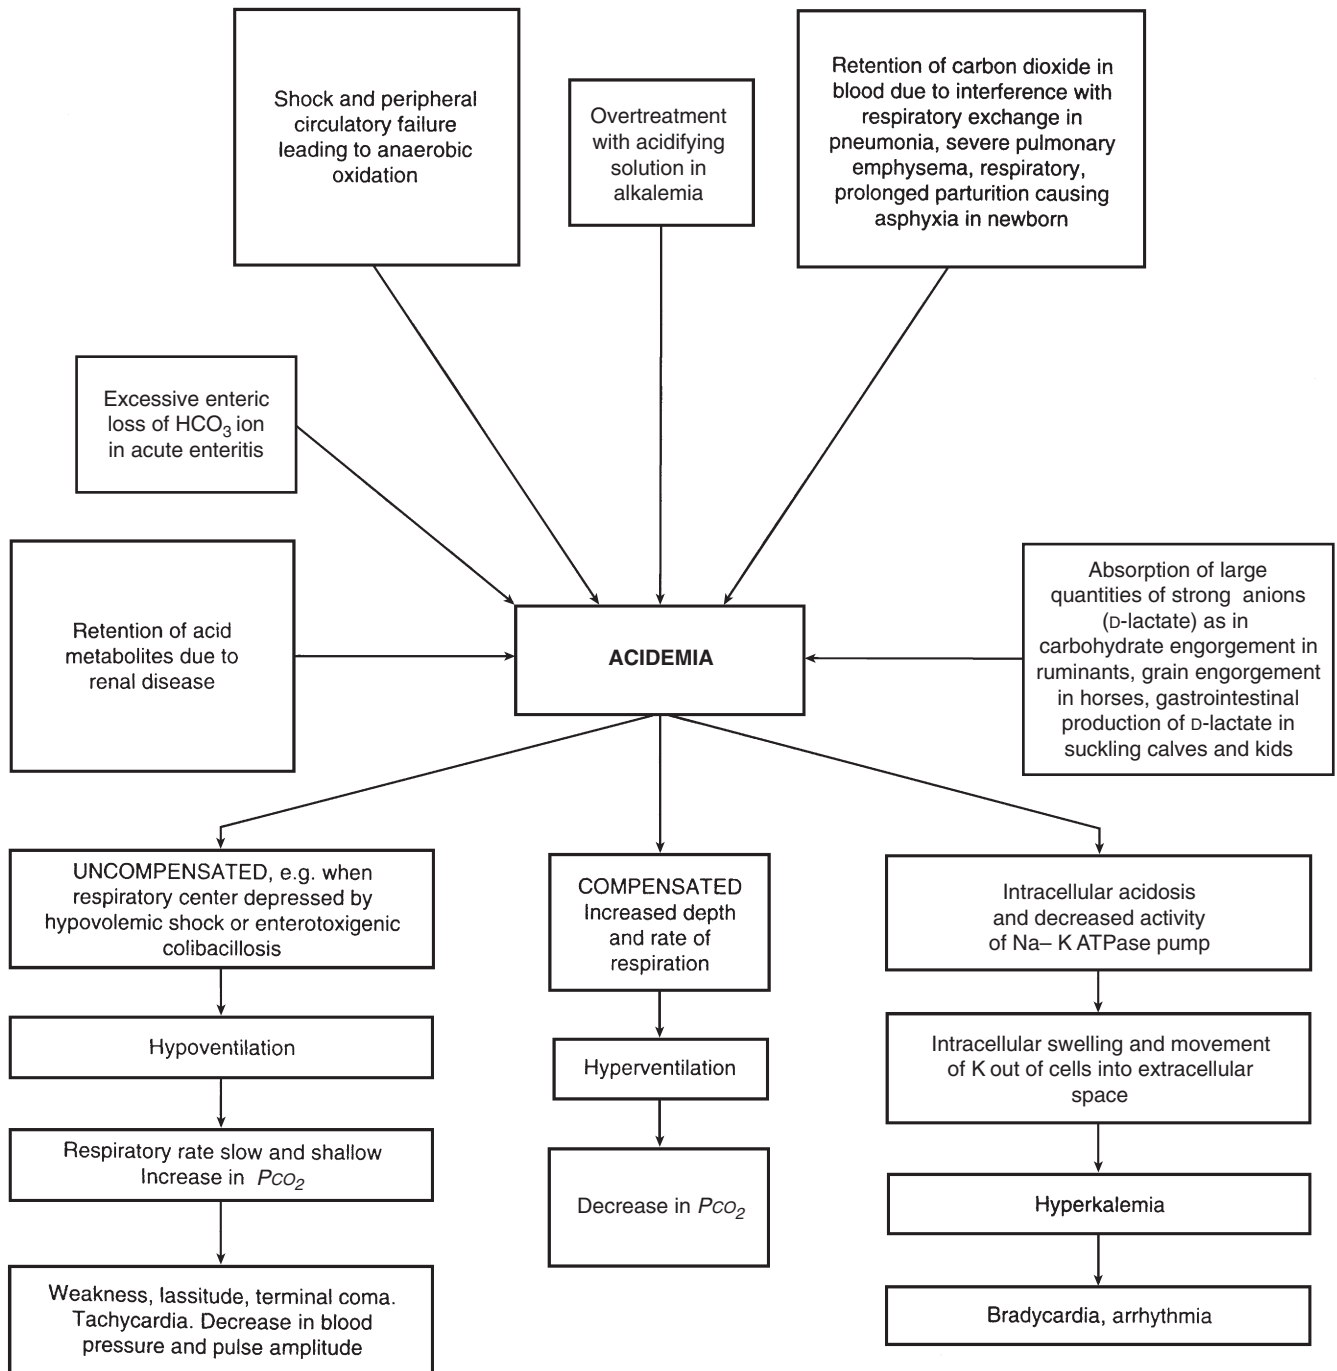 Shock and peripheral
circulatory failure
leading to anaerobic
oxidation
Overtreatment
with acidifying
solution in
alkalemia
Retention of carbon dioxide in
blood due to interference with
respiratory exchange in
pneumonia, severe pulmonary
emphysema, respiratory,
prolonged parturition causing
asphyxia in newborn
Excessive enteric
loss of HCO3 ion
in acute enteritis
Retention of acid
metabolites due to
renal disease
ACIDEMIA
Absorption of large
quantities of strong anions
(D-lactate) as in
carbohydrate engorgement in
ruminants, grain engorgement
in horses, gastrointestinal
production of D-lactate in
suckling calves and kids
UNCOMPENSATED, e.g. when
respiratory center depressed by
hypovolemic shock or enterotoxigenic
colibacillosis
Hypoventilation
Respiratory rate slow and shallow
Increase in PCO2
Weakness, lassitude, terminal coma.
Tachycardia. Decrease in blood
pressure and pulse amplitude
COMPENSATED
Increased depth
and rate of
respiration
Hyperventilation
Decrease in PCO2
Intracellular acidosis
and decreased activity
of Na– K ATPase pump
Intracellular swelling and movement
of K out of cells into extracellular
space
Hyperkalemia
Bradycardia, arrhythmia